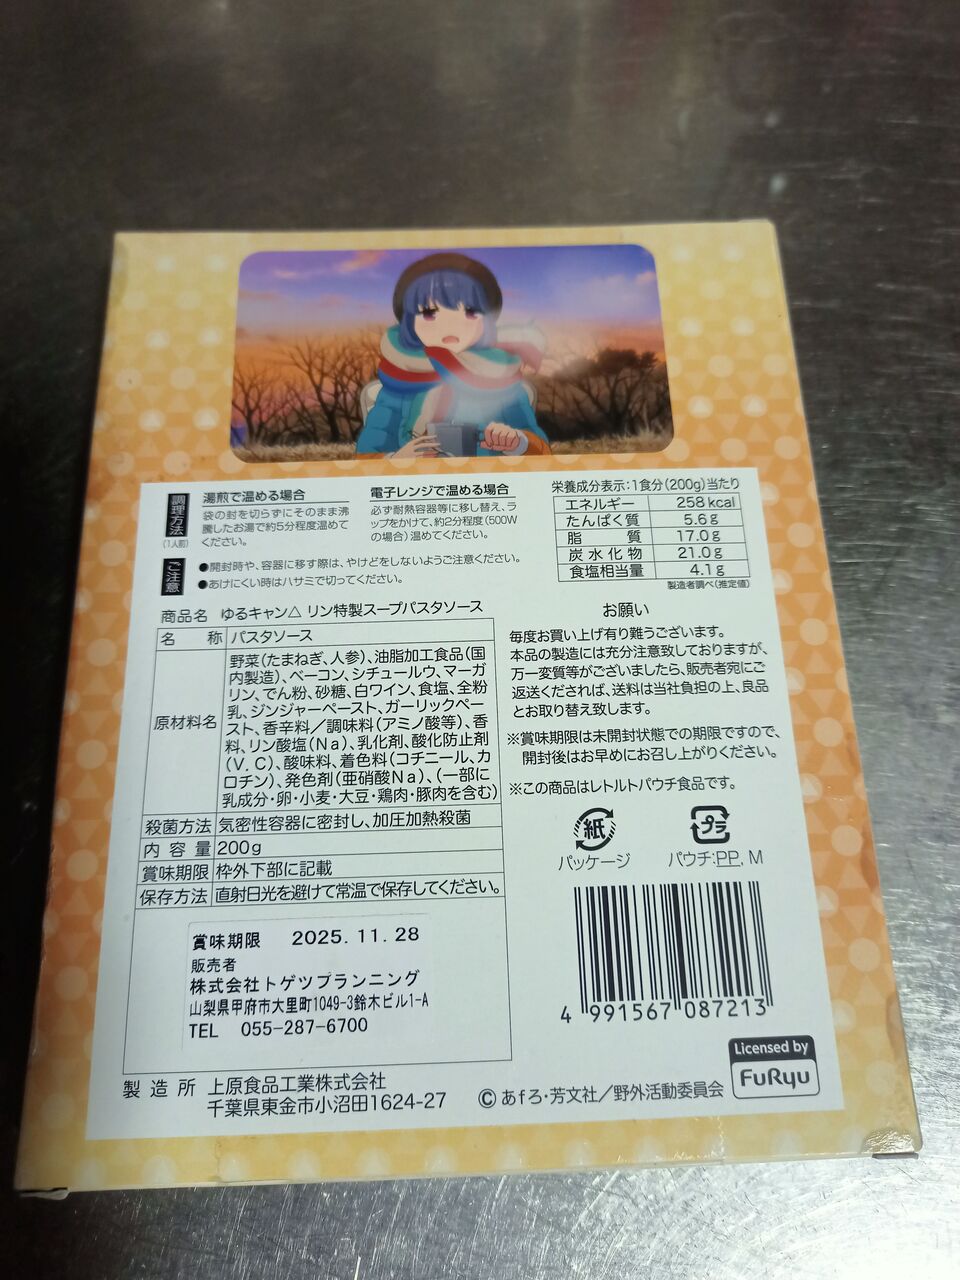 調理方法
(1人前)
湯煎で温める場合
袋の封を切らずにそのまま沸
騰したお湯で約5分程度温めて
ください。
電子レンジで温める場合
必ず耐熱容器等に移し替え、ラ
ップをかけて、約2分程度(500W
の場合)温めてください。
ご注意
●開封時や、容器に移す際は、やけどをしないようご注意ください。
●あけにくい時はハサミで切ってください。
栄養成分表示:1食分(200g)当たり
エネルギー 258kcal
たんぱく質 5.6g
脂質 17.0g
炭水化物 21.0g
食塩相当量 4.1g
製造者調べ(推定値)
商品名 ゆるキャン△ リン特製スープパスタソース
名称 パスタソース
原材料名
野菜(たまねぎ、人参)、油脂加工食品(国
内製造)、ベーコン、シチュールウ、マーガ
リン、でん粉、砂糖、白ワイン、食塩、全粉
乳、ジンジャーペースト、ガーリックペー
スト、香辛料／調味料(アミノ酸等)、香
料、リン酸塩(Na)、乳化剤、酸化防止剤
(V.C)、酸味料、着色料(コチニール、カ
ロチン)、発色剤(亜硝酸Na)、(一部に
乳成分・卵・小麦・大豆・鶏肉・豚肉を含む)
殺菌方法 気密性容器に密封し、加圧加熱殺菌
内容量 200g
賞味期限 枠外下部に記載
保存方法 直射日光を避けて常温で保存してください。
賞味期限 2025.11.28
販売者
株式会社トゲツプランニング
山梨県甲府市大里町1049-3鈴木ビル1-A
TEL 055-287-6700
お願い
毎度お買い上げ有り難うございます。
本品の製造には充分注意致しておりますが、
万一変質等がございましたら、販売者宛にご
返送くだされば、送料は当社負担の上、良品
とお取り替え致します。
※賞味期限は未開封状態での期限ですので、
開封後はお早めにお召し上がりください。
※この商品はレトルトパウチ食品です。
紙
パッケージ
プラ
パウチ:PP, M
4 991567 087213
製造所 上原食品工業株式会社
千葉県東金市小沼田1624-27
©あfろ・芳文社／野外活動委員会
Licensed by
FuRyu